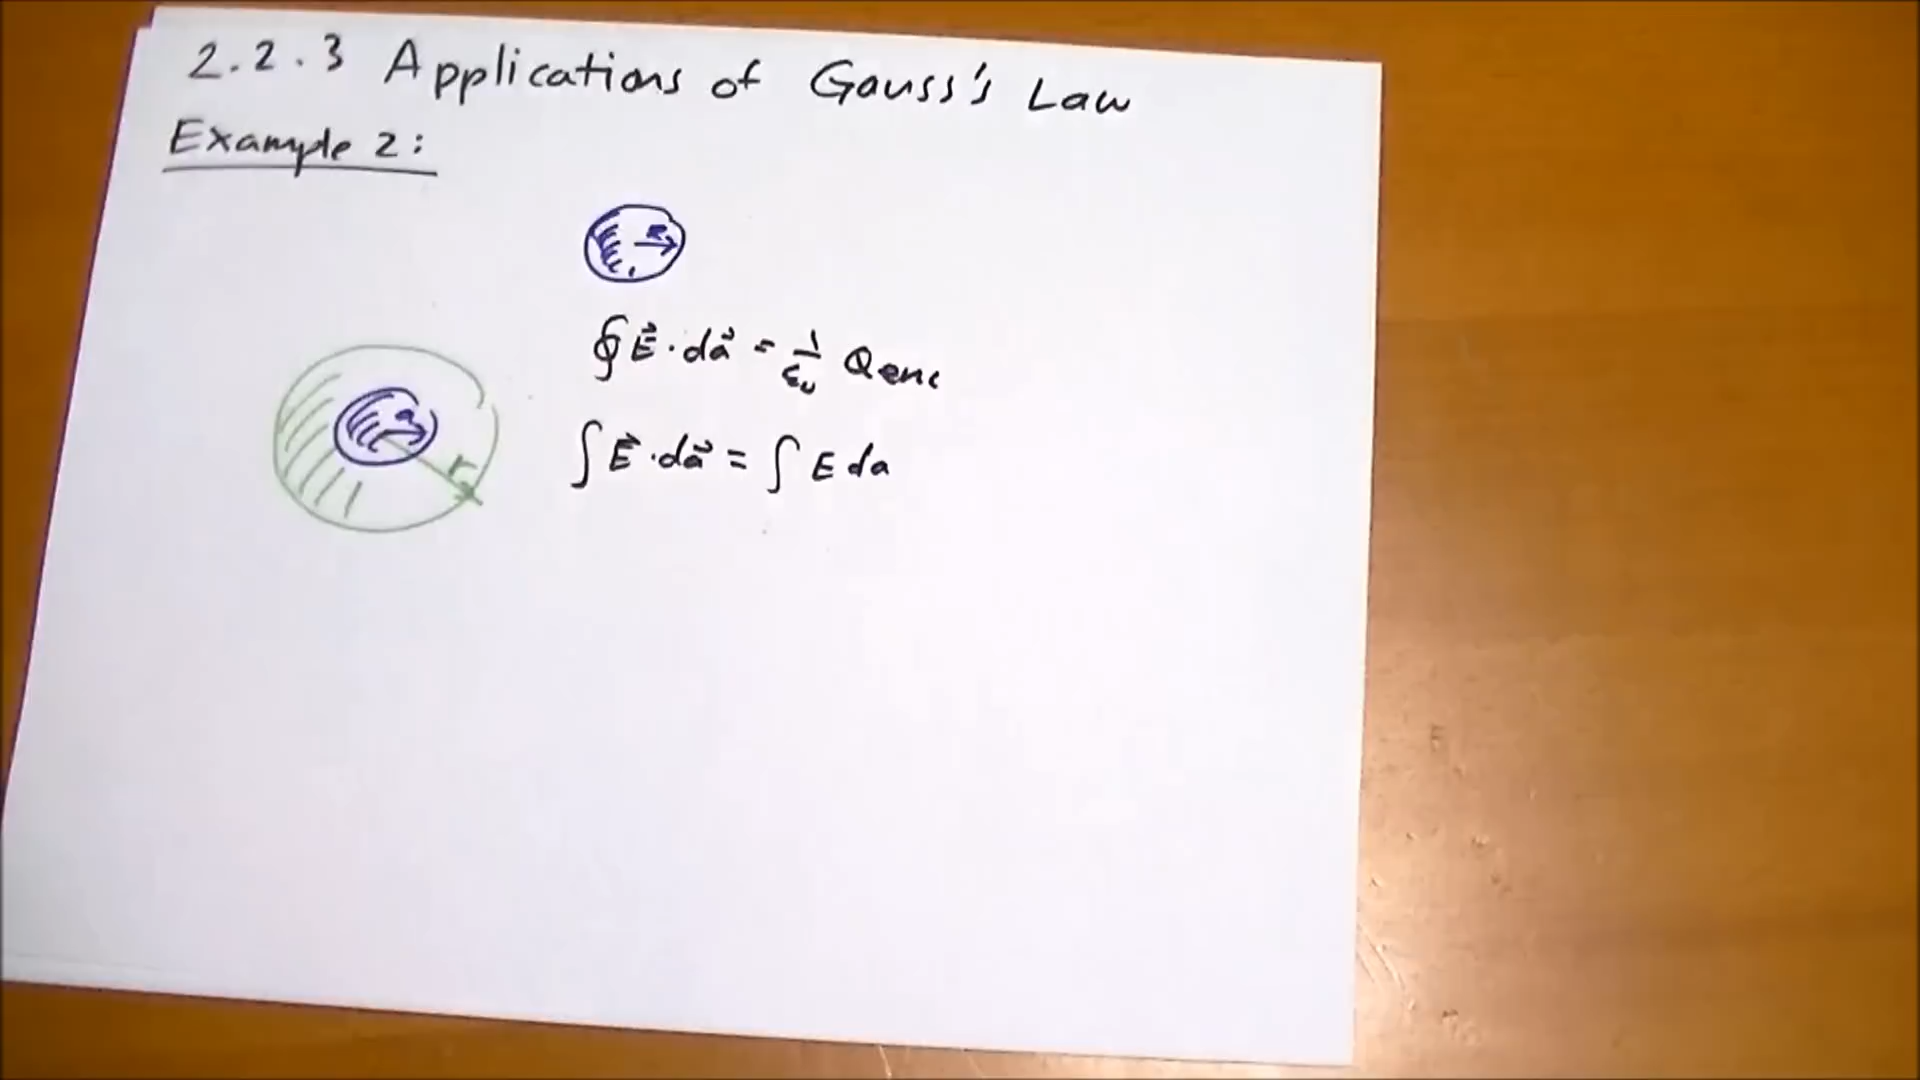 2.2.3 Applications of Gauss's Law
Example 2:
R
∮E⃗·da⃗ = 1/ε₀ Qenc
R
r
∫E⃗·da⃗ = ∫E da